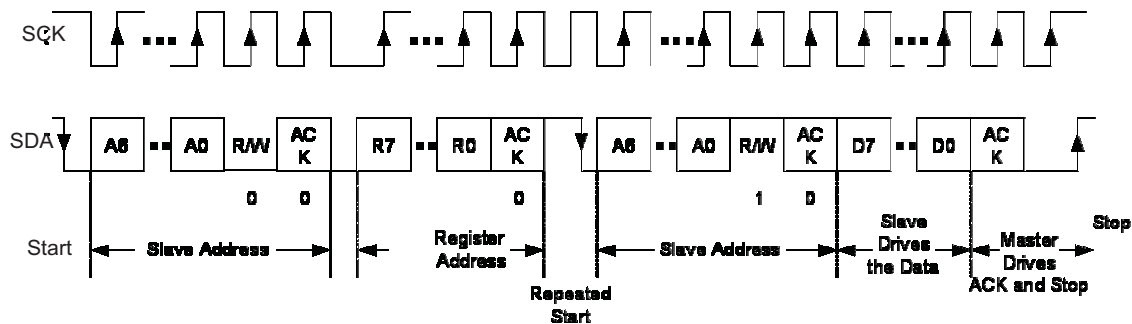 SCK
SDA
A6 A0 R/W ACK R7 R0 ACK A6 A0 R/W ACK D7 D0 ACK
0 0 0 1 0
Start
Slave Address
Register
Address
Repeated
Start
Slave Address
Slave
Drives
the Data
Master
Drives
ACK and Stop
Stop